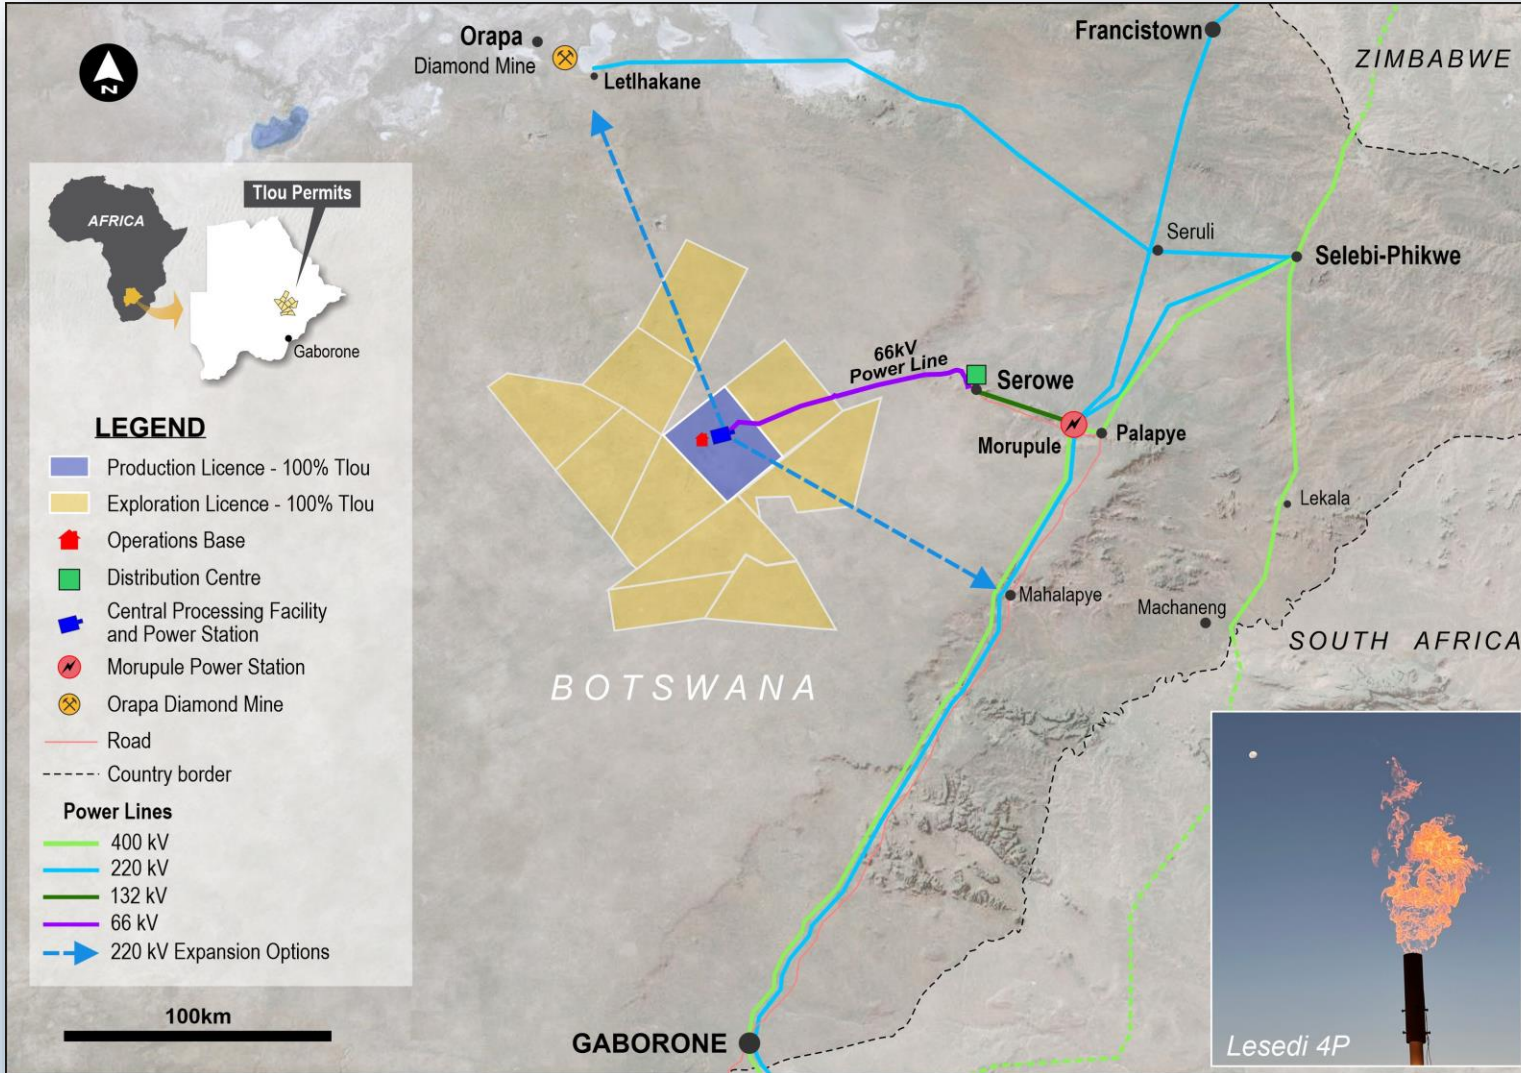 Orapa
Diamond Mine
Letlhakane
Francistown
ZIMBABWE
N
Tlou Permits
AFRICA
Gaborone
Seruli
Selebi-Phikwe
66kV
Power Line
Serowe
Morupule
Palapye
Lekala
Mahalapye
Machaneng
SOUTH AFRICA
BOTSWANA
GABORONE
LEGEND
Production Licence - 100% Tlou
Exploration Licence - 100% Tlou
Operations Base
Distribution Centre
Central Processing Facility
and Power Station
Morupule Power Station
Orapa Diamond Mine
Road
Country border
Power Lines
400 kV
220 kV
132 kV
66 kV
220 kV Expansion Options
100km
Lesedi 4P